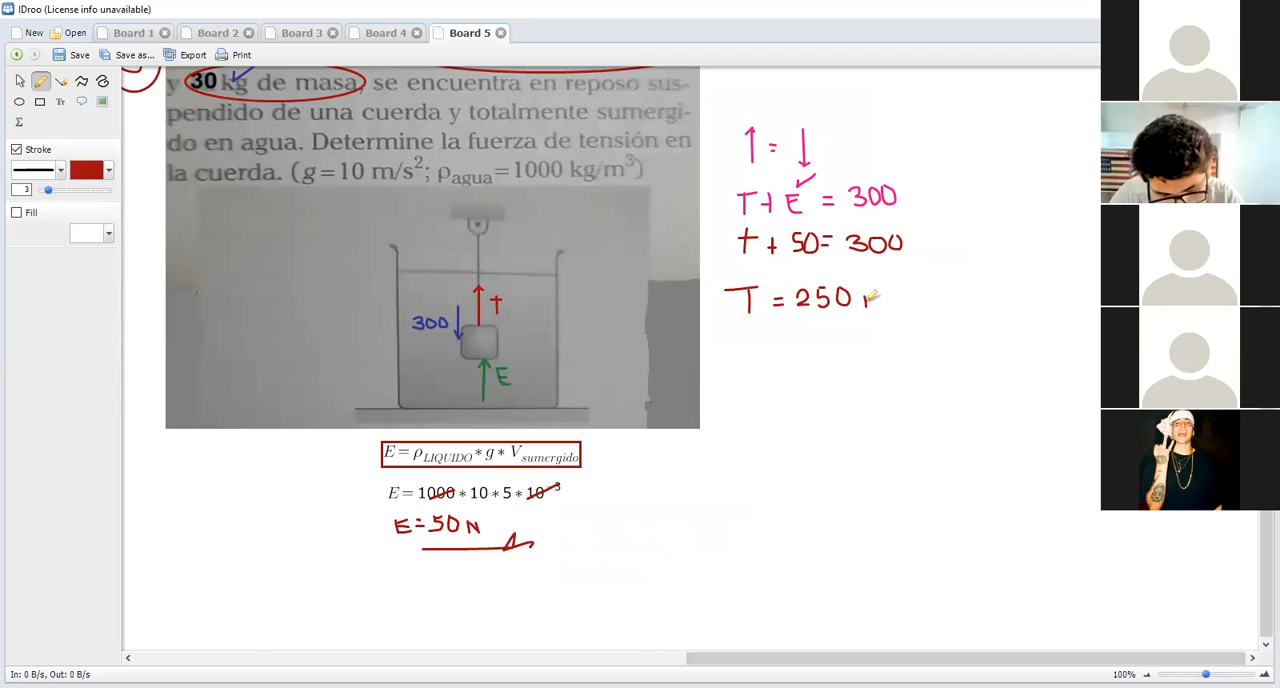 IDroo (License info unavailable)
New Open Board 1 Board 2 Board 3 Board 4 Board 5
Save Save as... Export Print
Tr
Σ
Stroke
3
Fill
y 30 kg de masa, se encuentra en reposo sus-
pendido de una cuerda y totalmente sumergi-
do en agua. Determine la fuerza de tensión en
la cuerda. (g=10 m/s²; ρagua=1000 kg/m³)
T
300
E
E = ρLIQUIDO * g * Vsumergido
E = 1000 * 10 * 5 * 10⁻³
E = 50 N
↑ = ↓
T + E = 300
T + 50 = 300
T = 250
In: 0 B/s, Out: 0 B/s
100%